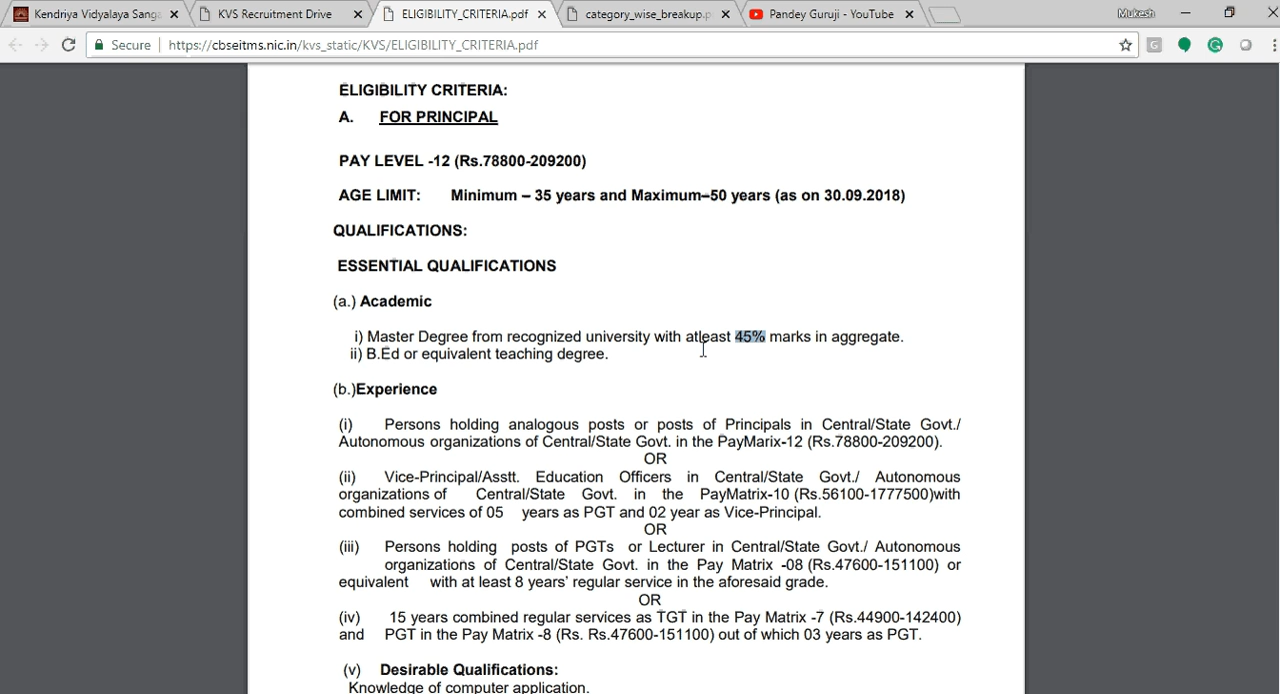 Kendriya Vidyalaya Sanga
KVS Recruitment Drive
ELIGIBILITY_CRITERIA.pdf
category_wise_breakup.p
Pandey Guruji - YouTube
Mukesh
Secure
https://cbseitms.nic.in/kvs_static/KVS/ELIGIBILITY_CRITERIA.pdf
ELIGIBILITY CRITERIA:
A. FOR PRINCIPAL
PAY LEVEL -12 (Rs.78800-209200)
AGE LIMIT: Minimum – 35 years and Maximum–50 years (as on 30.09.2018)
QUALIFICATIONS:
ESSENTIAL QUALIFICATIONS
(a.) Academic
i) Master Degree from recognized university with atleast 45% marks in aggregate.
ii) B.Ed or equivalent teaching degree.
(b.)Experience
(i) Persons holding analogous posts or posts of Principals in Central/State Govt./
Autonomous organizations of Central/State Govt. in the PayMarix-12 (Rs.78800-209200).
OR
(ii) Vice-Principal/Asstt. Education Officers in Central/State Govt./ Autonomous
organizations of Central/State Govt. in the PayMatrix-10 (Rs.56100-1777500)with
combined services of 05 years as PGT and 02 year as Vice-Principal.
OR
(iii) Persons holding posts of PGTs or Lecturer in Central/State Govt./ Autonomous
organizations of Central/State Govt. in the Pay Matrix -08 (Rs.47600-151100) or
equivalent with at least 8 years' regular service in the aforesaid grade.
OR
(iv) 15 years combined regular services as TGT in the Pay Matrix -7 (Rs.44900-142400)
and PGT in the Pay Matrix -8 (Rs. Rs.47600-151100) out of which 03 years as PGT.
(v) Desirable Qualifications:
Knowledge of computer application.